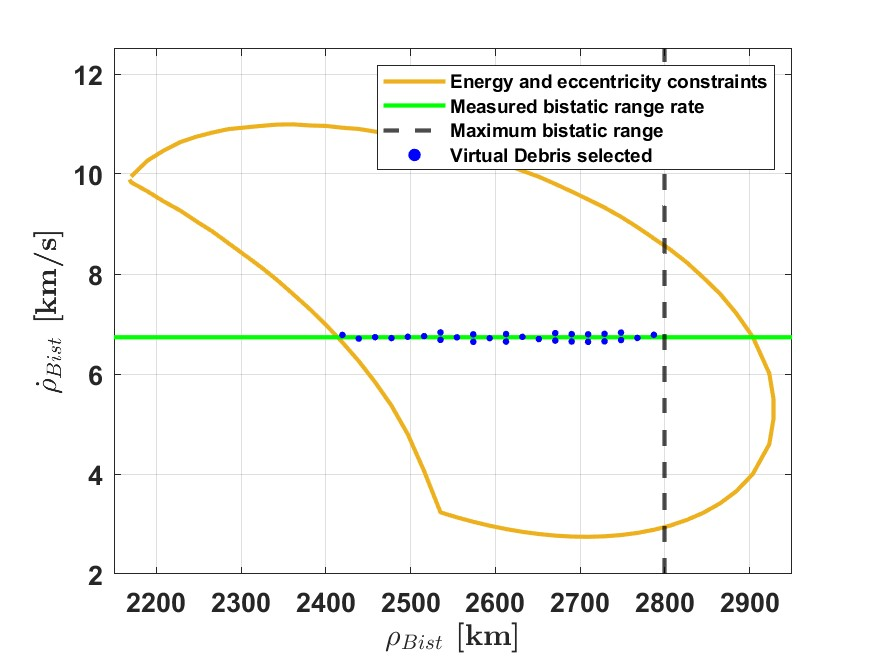 12
10
8
6
4
2
ρ̇Bist [km/s]
Energy and eccentricity constraints
Measured bistatic range rate
Maximum bistatic range
Virtual Debris selected
2200 2300 2400 2500 2600 2700 2800 2900
ρBist [km]